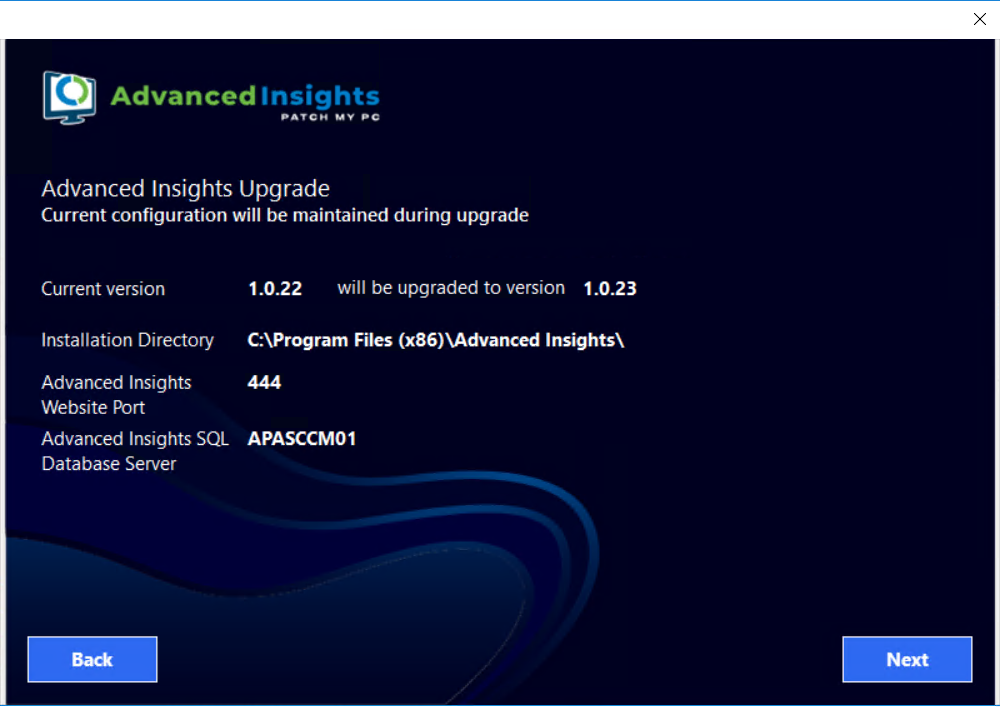 Advanced Insights
PATCH MY PC
Advanced Insights Upgrade
Current configuration will be maintained during upgrade
Current version 1.0.22 will be upgraded to version 1.0.23
Installation Directory C:\Program Files (x86)\Advanced Insights\
Advanced Insights 444
Website Port
Advanced Insights SQL APASCCM01
Database Server
Back Next